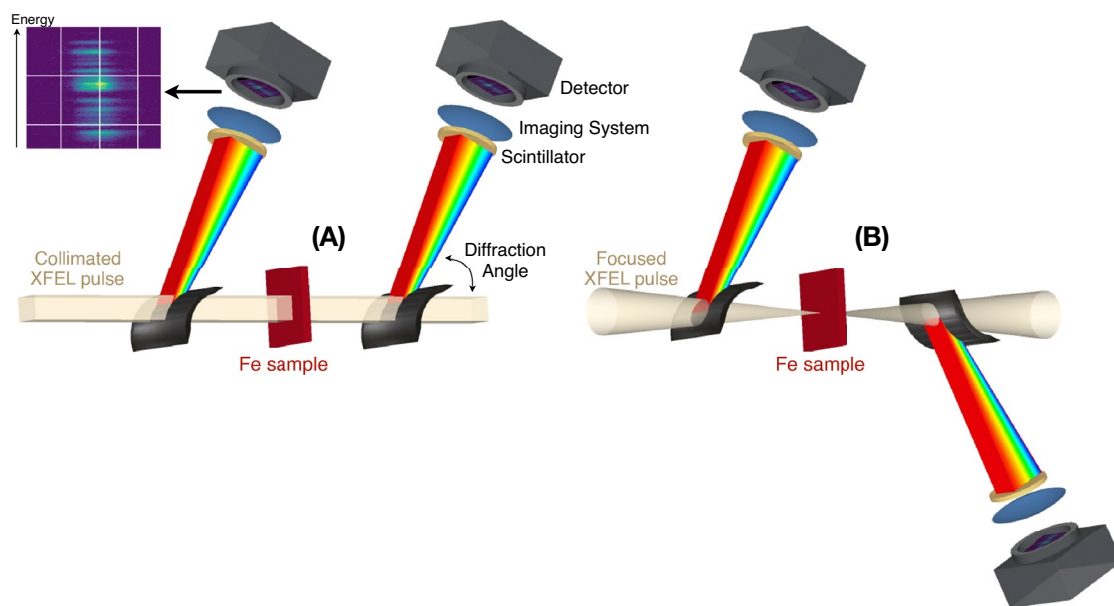 Energy
Detector
Imaging System
Scintillator
(A)
Diffraction
Angle
Collimated
XFEL pulse
Fe sample
(B)
Focused
XFEL pulse
Fe sample